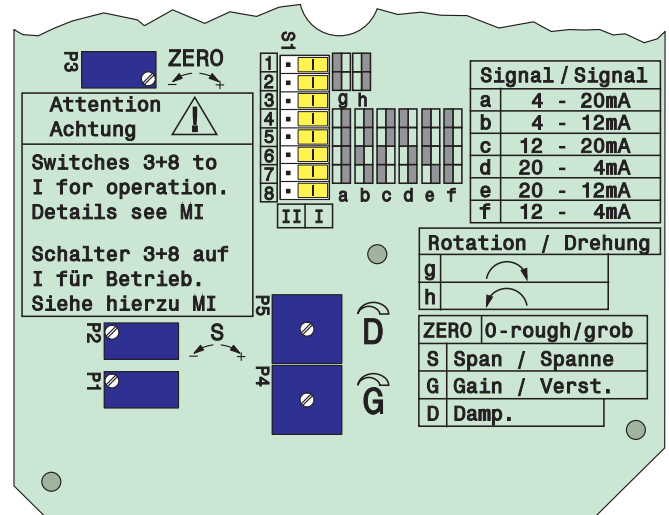 P3
ZERO
- +
Attention
Achtung
!
Switches 3+8 to
I for operation.
Details see MI
Schalter 3+8 auf
I für Betrieb.
Siehe hierzu MI
S1
1
2
3
4
5
6
7
8
II I
g h
a b c d e f
Signal / Signal
a 4 - 20mA
b 4 - 12mA
c 12 - 20mA
d 20 - 4mA
e 20 - 12mA
f 12 - 4mA
Rotation / Drehung
g
h
ZERO 0-rough/grob
S Span / Spanne
G Gain / Verst.
D Damp.
P2
S
- +
P1
P5
D
P4
G